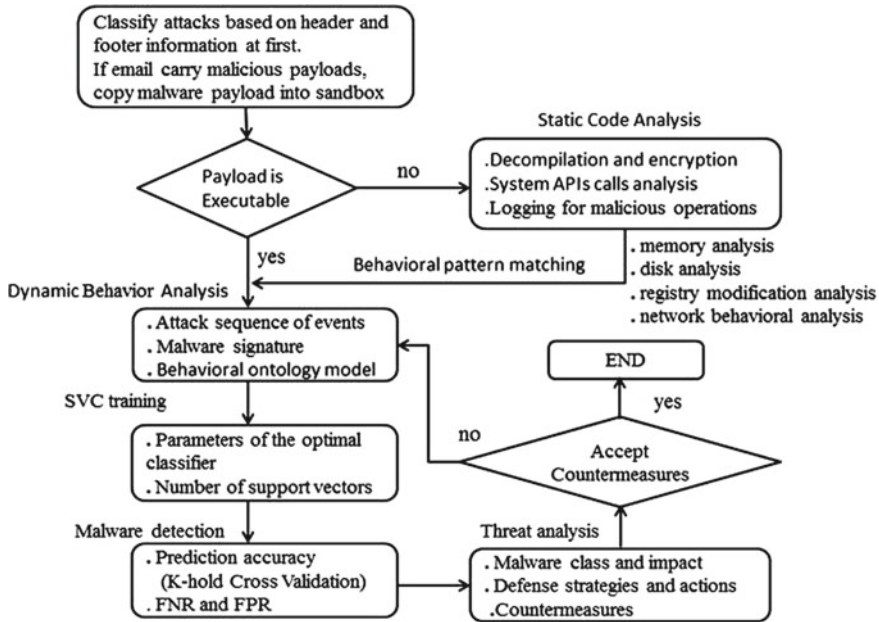 Classify attacks based on header and
footer information at first.
If email carry malicious payloads,
copy malware payload into sandbox
Static Code Analysis
Payload is
Executable
no
.Decompilation and encryption
.System APIs calls analysis
.Logging for malicious operations
yes
Behavioral pattern matching
. memory analysis
. disk analysis
. registry modification analysis
. network behavioral analysis
Dynamic Behavior Analysis
. Attack sequence of events
. Malware signature
. Behavioral ontology model
END
yes
SVC training
no
. Parameters of the optimal
classifier
. Number of support vectors
Accept
Countermeasures
Malware detection
Threat analysis
. Prediction accuracy
(K-hold Cross Validation)
. FNR and FPR
. Malware class and impact
. Defense strategies and actions
.Countermeasures